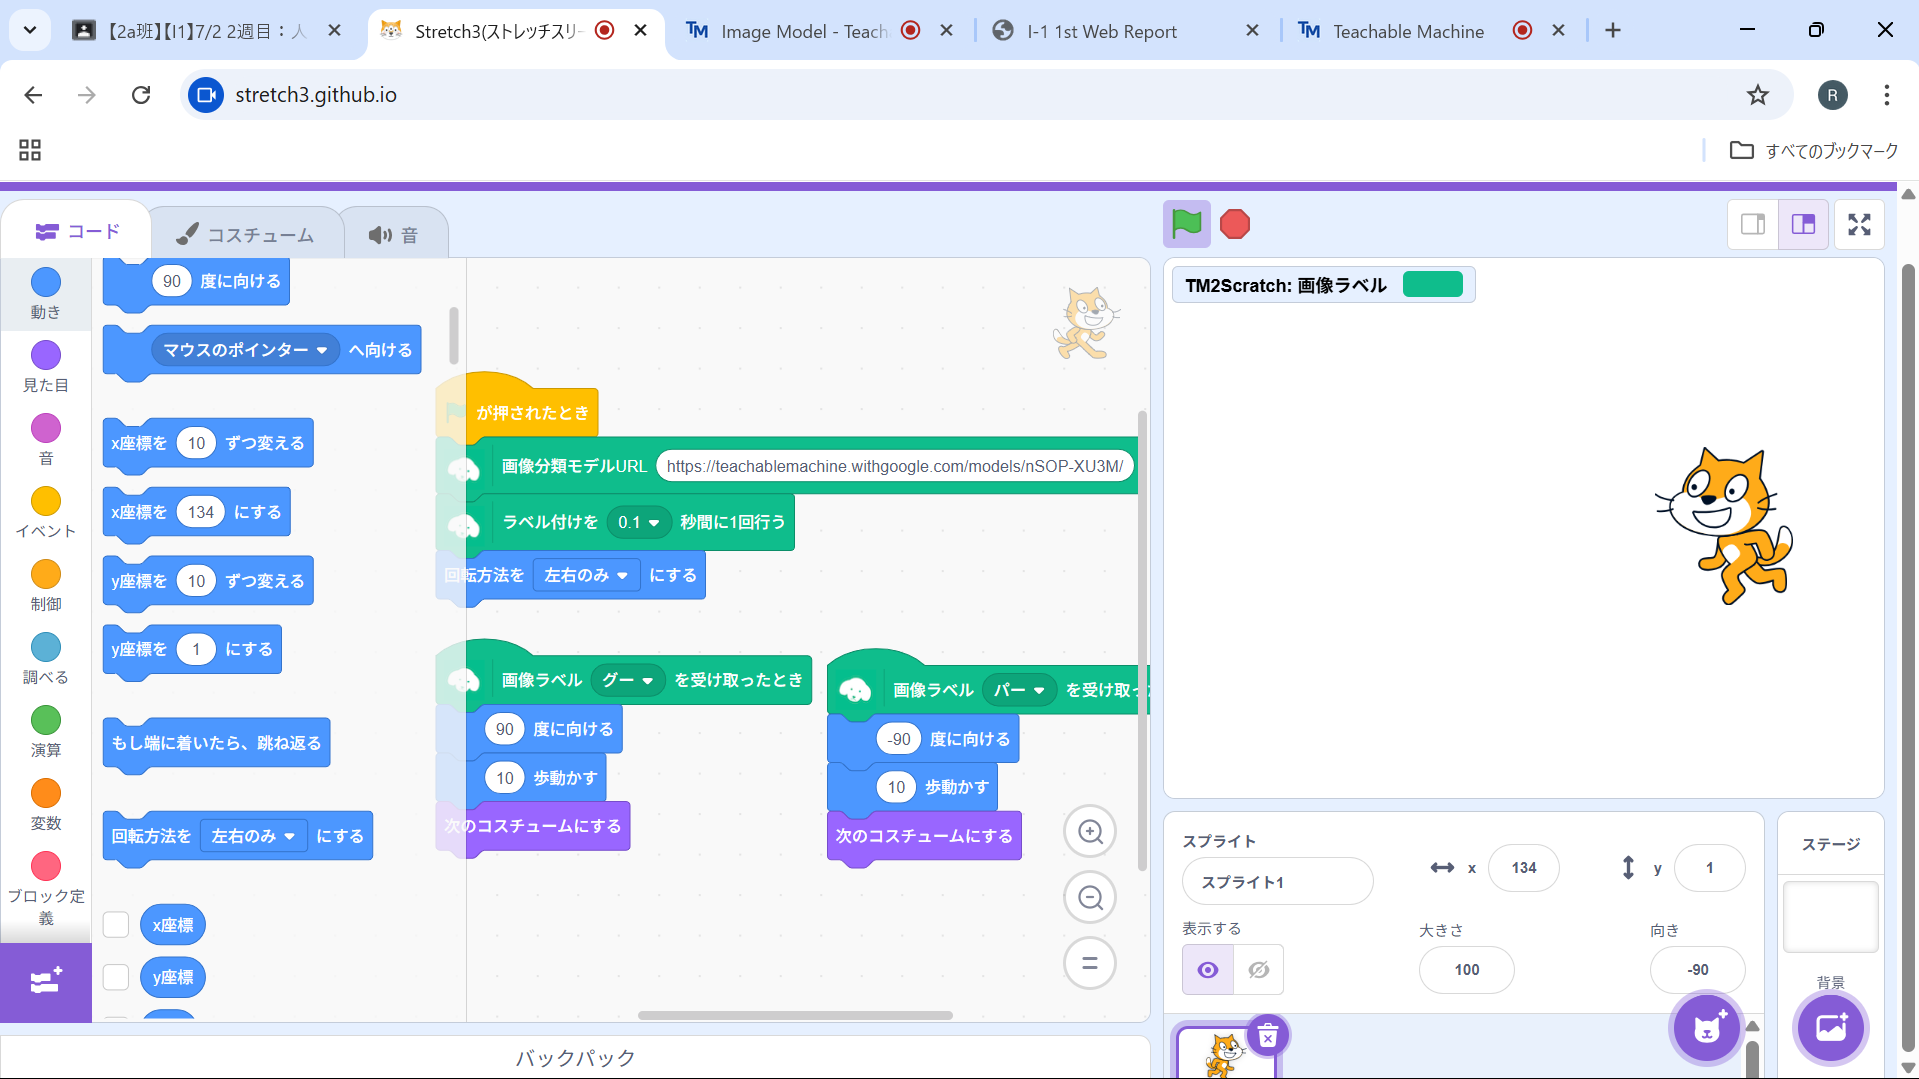 【2a班】【I1】7/2 2週目：人
Stretch3(ストレッチスリー
Image Model - Teach
I-1 1st Web Report
Teachable Machine
stretch3.github.io
R
すべてのブックマーク
コード
コスチューム
音
TM2Scratch: 画像ラベル
動き
見た目
音
イベント
制御
調べる
演算
変数
ブロック定
義
90 度に向ける
マウスのポインター へ向ける
x座標を 10 ずつ変える
x座標を 134 にする
y座標を 10 ずつ変える
y座標を 1 にする
もし端に着いたら、跳ね返る
回転方法を 左右のみ にする
x座標
y座標
が押されたとき
画像分類モデルURL https://teachablemachine.withgoogle.com/models/nSOP-XU3M/
ラベル付けを 0.1 秒間に1回行う
回転方法を 左右のみ にする
画像ラベル グー を受け取ったとき
90 度に向ける
10 歩動かす
次のコスチュームにする
画像ラベル パー を受け取っ
-90 度に向ける
10 歩動かす
次のコスチュームにする
バックパック
スプライト
スプライト1
x 134
y 1
表示する
大きさ
100
向き
-90
ステージ
背景